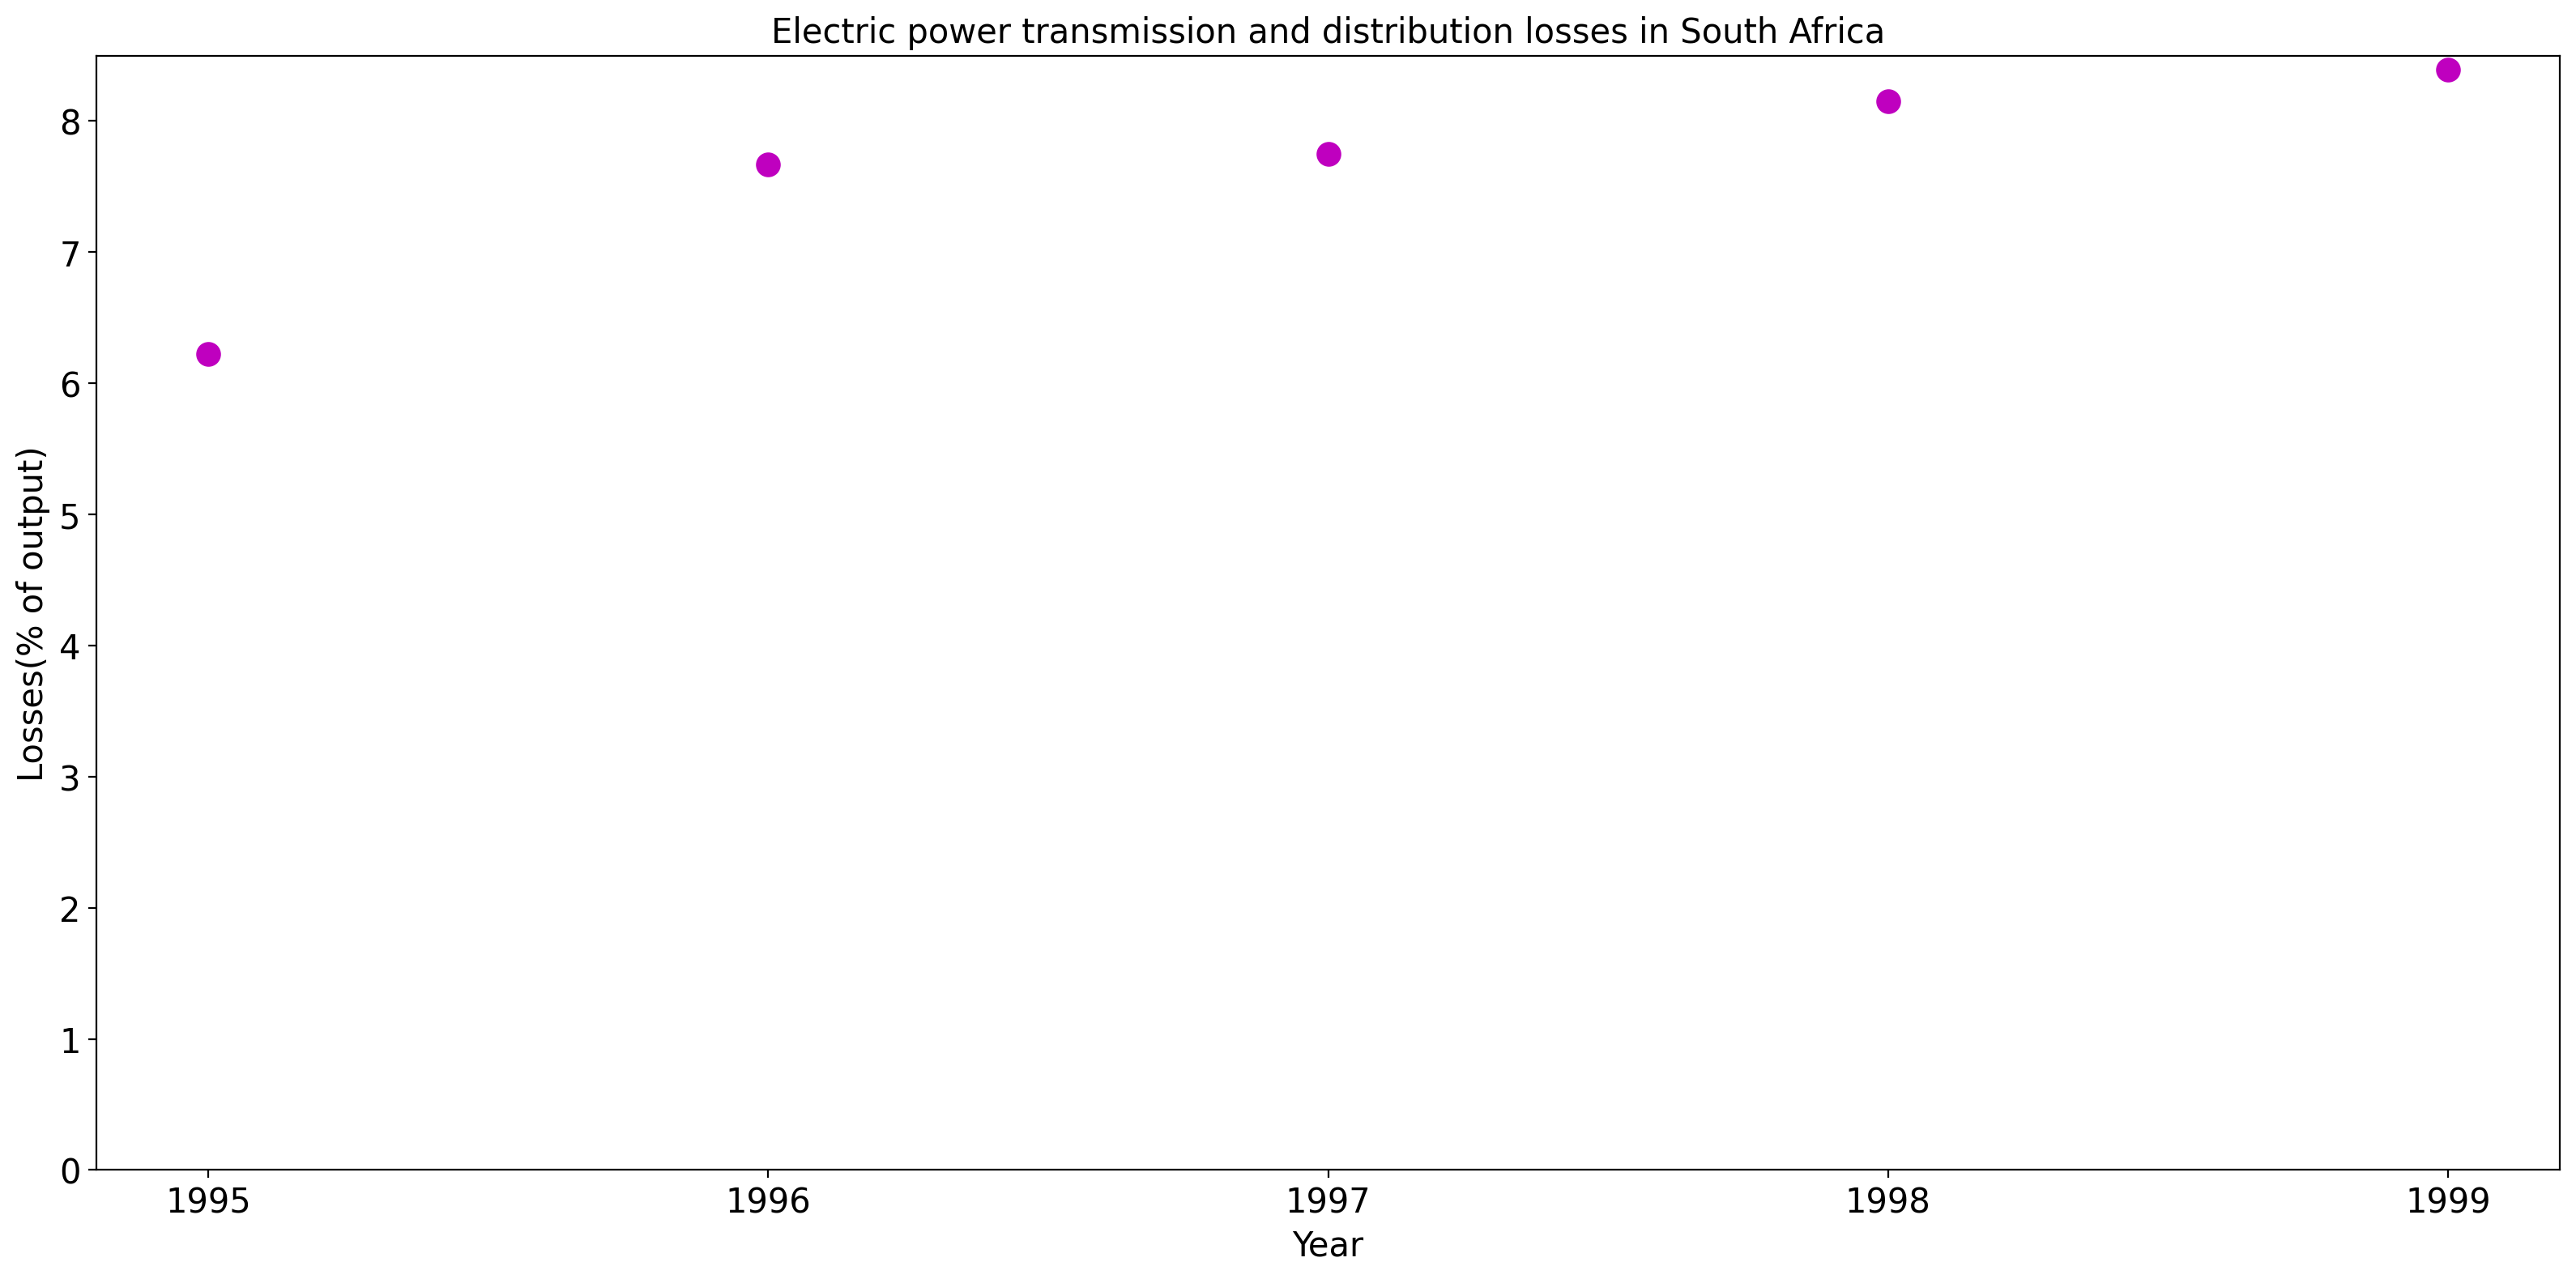 Electric power transmission and distribution losses in South Africa
Losses(% of output)
8
7
6
5
4
3
2
1
0
1995 1996 1997 1998 1999
Year